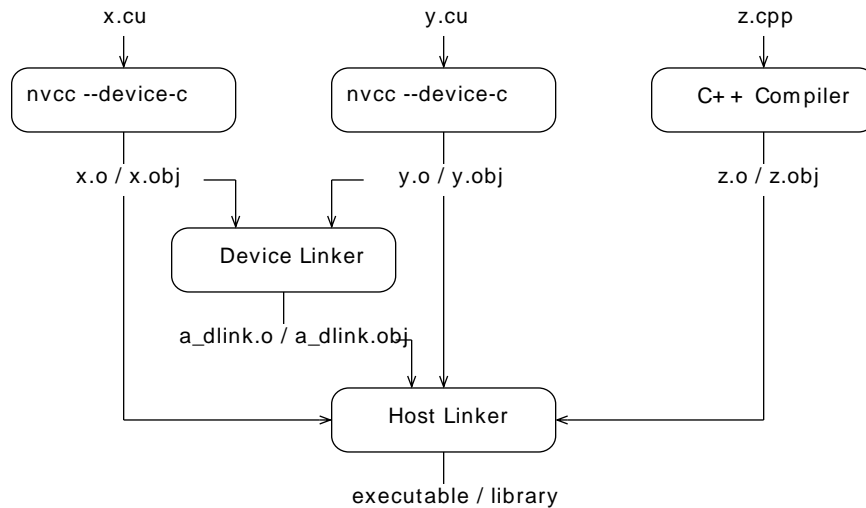 x.cu
y.cu
z.cpp
nvcc --device-c
nvcc --device-c
C++ Compiler
x.o / x.obj
y.o / y.obj
z.o / z.obj
Device Linker
a_dlink.o / a_dlink.obj
Host Linker
executable / library